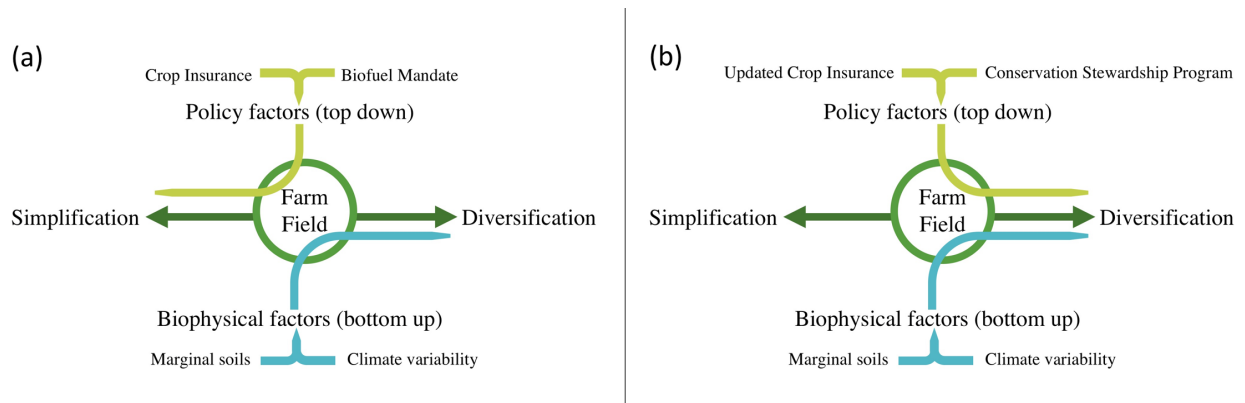 (a)
Crop Insurance
Biofuel Mandate
Policy factors (top down)
Farm
Field
Simplification
Diversification
Biophysical factors (bottom up)
Marginal soils
Climate variability
(b)
Updated Crop Insurance
Conservation Stewardship Program
Policy factors (top down)
Farm
Field
Simplification
Diversification
Biophysical factors (bottom up)
Marginal soils
Climate variability